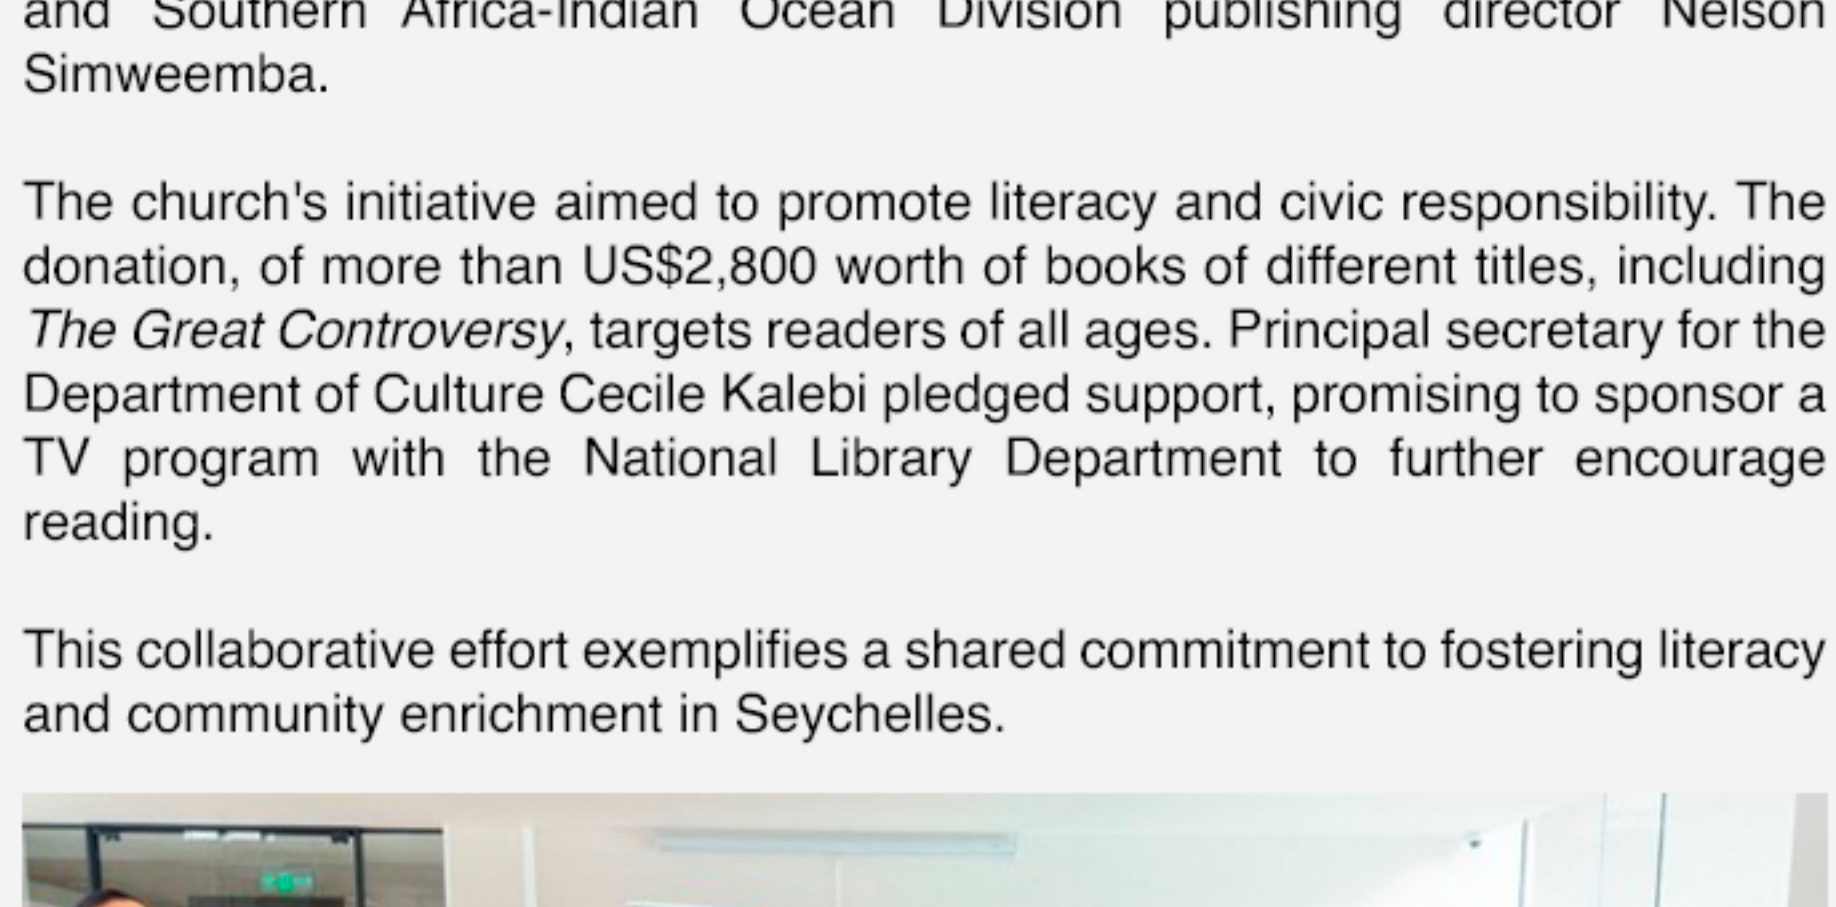 and Southern Africa-Indian Ocean Division publishing director Nelson
Simweemba.
The church's initiative aimed to promote literacy and civic responsibility. The
donation, of more than US$2,800 worth of books of different titles, including
The Great Controversy, targets readers of all ages. Principal secretary for the
Department of Culture Cecile Kalebi pledged support, promising to sponsor a
TV program with the National Library Department to further encourage
reading.
This collaborative effort exemplifies a shared commitment to fostering literacy
and community enrichment in Seychelles.